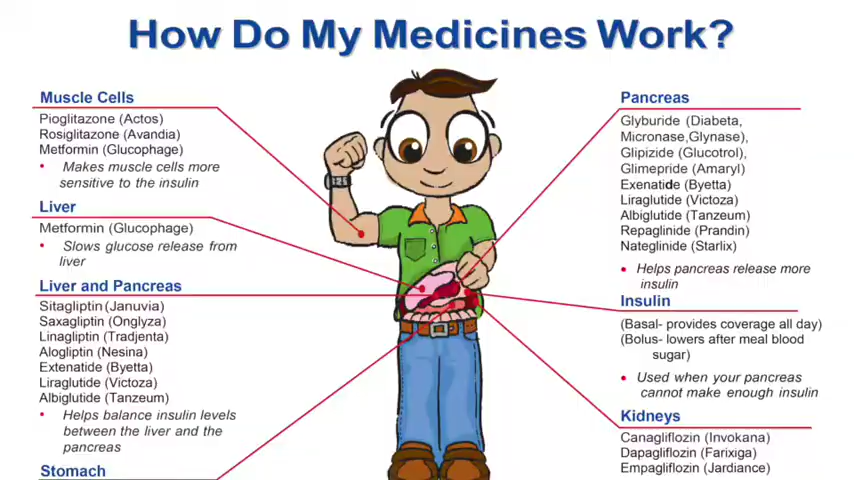 How Do My Medicines Work?
Muscle Cells
Pioglitazone (Actos)
Rosiglitazone (Avandia)
Metformin (Glucophage)
• Makes muscle cells more
sensitive to the insulin
Liver
Metformin (Glucophage)
• Slows glucose release from
liver
Liver and Pancreas
Sitagliptin (Januvia)
Saxagliptin (Onglyza)
Linagliptin (Tradjenta)
Alogliptin (Nesina)
Extenatide (Byetta)
Liraglutide (Victoza)
Albiglutide (Tanzeum)
• Helps balance insulin levels
between the liver and the
pancreas
Stomach
Pancreas
Glyburide (Diabeta,
Micronase,Glynase),
Glipizide (Glucotrol),
Glimepride (Amaryl)
Exenatide (Byetta)
Liraglutide (Victoza)
Albiglutide (Tanzeum)
Repaglinide (Prandin)
Nateglinide (Starlix)
• Helps pancreas release more
insulin
Insulin
(Basal- provides coverage all day)
(Bolus- lowers after meal blood
sugar)
• Used when your pancreas
cannot make enough insulin
Kidneys
Canagliflozin (Invokana)
Dapagliflozin (Farixiga)
Empagliflozin (Jardiance)